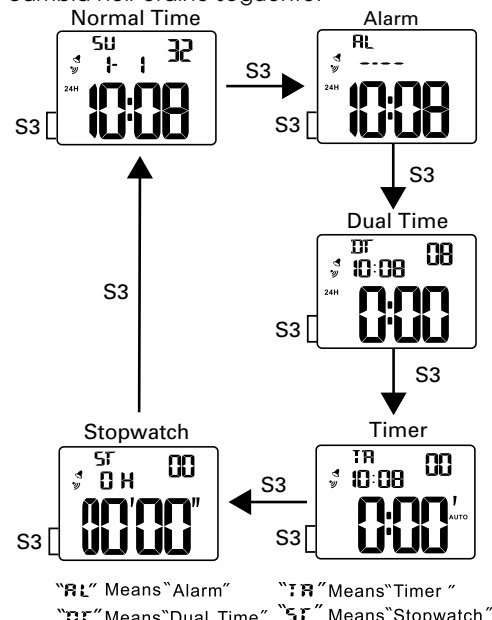 Normal Time
SU 32
1- 1
24H
10:08
S3
S3
Alarm
AL
----
24H
10:08
S3
S3
Dual Time
DT 08
10:08
24H
0:00
S3
S3
Timer
TR 00
10:08
0:00'
AUTO
S3
S3
Stopwatch
ST 00
0 H
00'00"
S3
S3
"AL" Means "Alarm" "TR" Means "Timer"
"DT" Means "Dual Time" "ST" Means "Stopwatch"